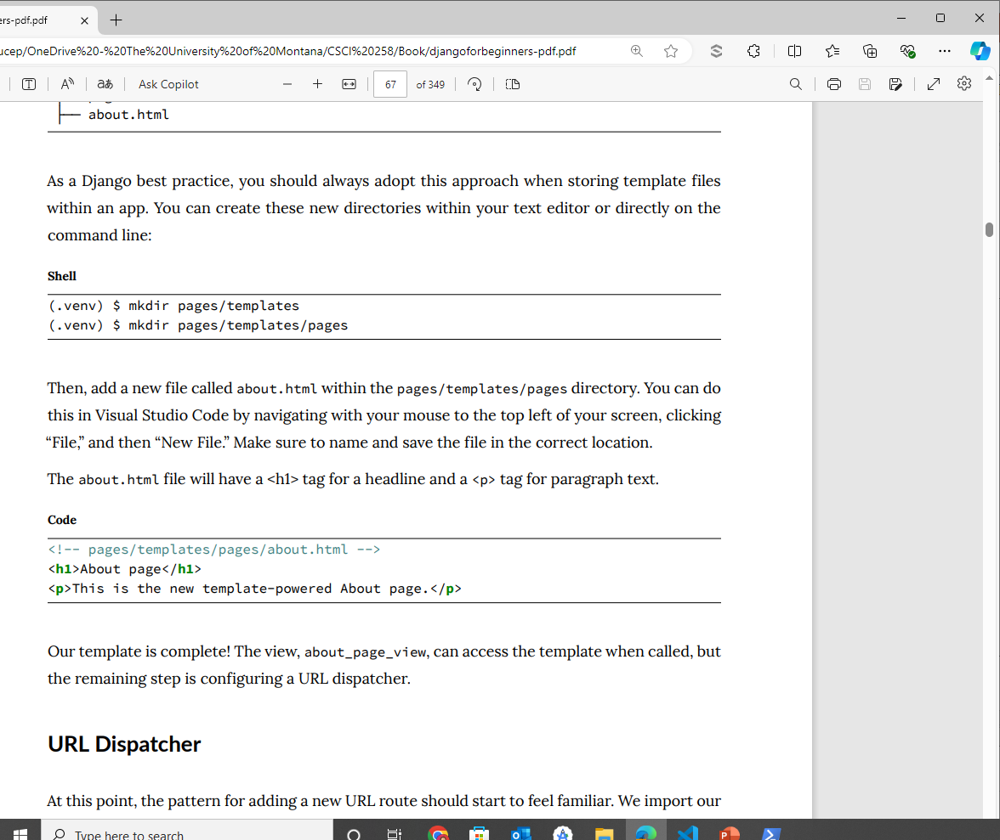 ers-pdf.pdf
ucep/OneDrive%20-%20The%20University%20of%20Montana/CSCI%20258/Book/djangoforbeginners-pdf.pdf
Ask Copilot
67 of 349
├── about.html
As a Django best practice, you should always adopt this approach when storing template files
within an app. You can create these new directories within your text editor or directly on the
command line:
Shell
(.venv) $ mkdir pages/templates
(.venv) $ mkdir pages/templates/pages
Then, add a new file called about.html within the pages/templates/pages directory. You can do
this in Visual Studio Code by navigating with your mouse to the top left of your screen, clicking
“File,” and then “New File.” Make sure to name and save the file in the correct location.
The about.html file will have a <h1> tag for a headline and a <p> tag for paragraph text.
Code
<!-- pages/templates/pages/about.html -->
<h1>About page</h1>
<p>This is the new template-powered About page.</p>
Our template is complete! The view, about_page_view, can access the template when called, but
the remaining step is configuring a URL dispatcher.
URL Dispatcher
At this point, the pattern for adding a new URL route should start to feel familiar. We import our
Type here to search